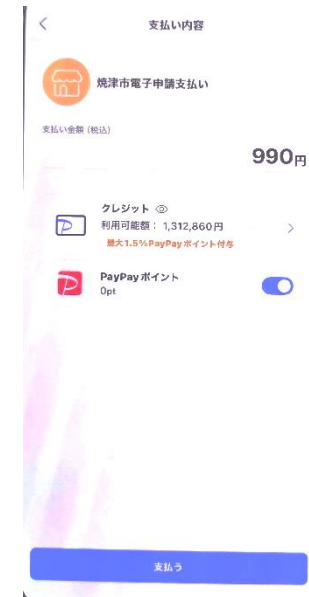 支払い内容
焼津市電子申請支払い
支払い金額 (税込)
990円
クレジット
利用可能額： 1,312,860円
最大1.5%PayPayポイント付与
PayPayポイント
0pt
支払う